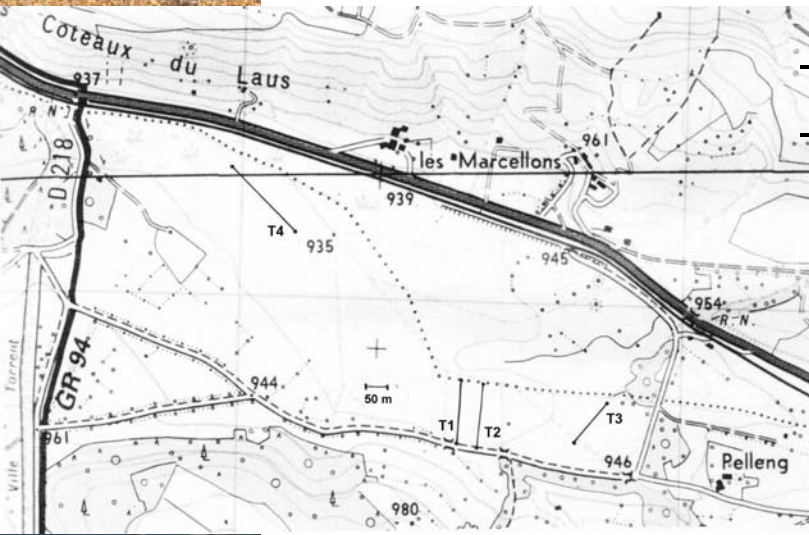 Coteaux du Laus
937
R.N.
D 218
961
les Marcellons
939
T4
935
945
954
R.N.
GR 94
944
50 m
T1
T2
T3
961
946
Pelleng
Ville Torrent
980